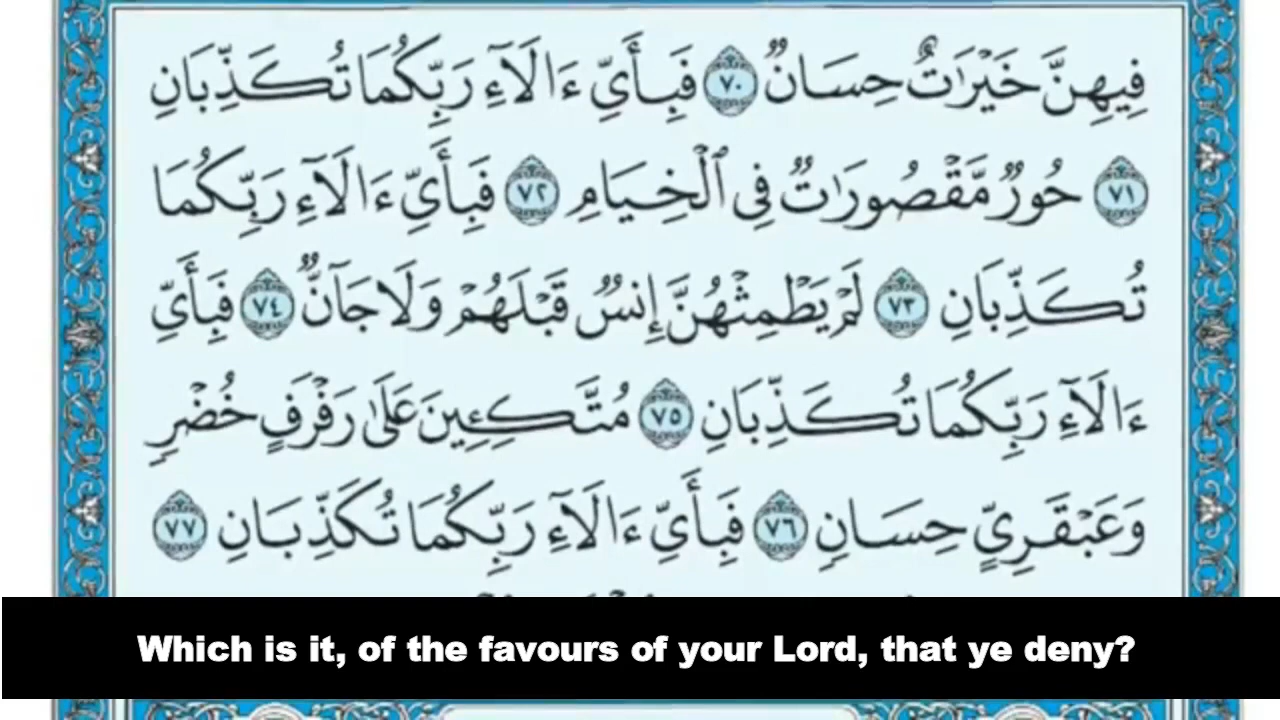 فِيهِنَّ خَيْرَٰتٌ حِسَانٌ ٧٠ فَبِأَيِّ ءَالَآءِ رَبِّكُمَا تُكَذِّبَانِ
٧١ حُورٌ مَّقْصُورَٰتٌ فِى ٱلْخِيَامِ ٧٢ فَبِأَيِّ ءَالَآءِ رَبِّكُمَا
تُكَذِّبَانِ ٧٣ لَمْ يَطْمِثْهُنَّ إِنسٌ قَبْلَهُمْ وَلَا جَآنٌّ ٧٤ فَبِأَيِّ
ءَالَآءِ رَبِّكُمَا تُكَذِّبَانِ ٧٥ مُتَّكِـِٔينَ عَلَىٰ رَفْرَفٍ خُضْرٍ
وَعَبْقَرِيٍّ حِسَانٍ ٧٦ فَبِأَيِّ ءَالَآءِ رَبِّكُمَا تُكَذِّبَانِ ٧٧
Which is it, of the favours of your Lord, that ye deny?